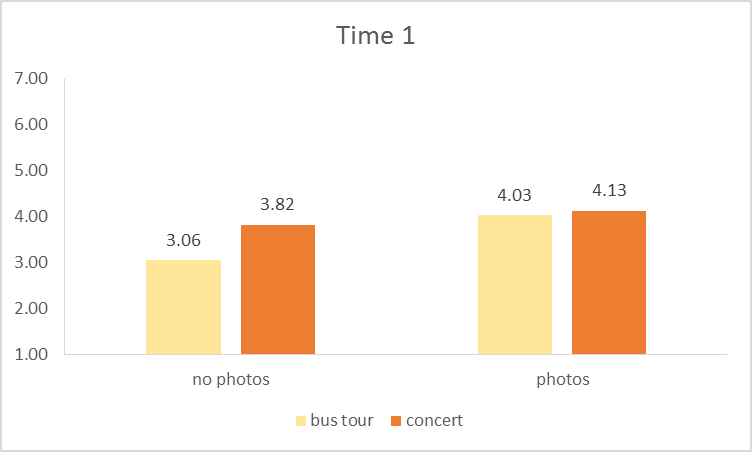 Time 1
7.00
6.00
5.00
4.00
3.00
2.00
1.00
3.06
3.82
4.03
4.13
no photos
photos
bus tour
concert